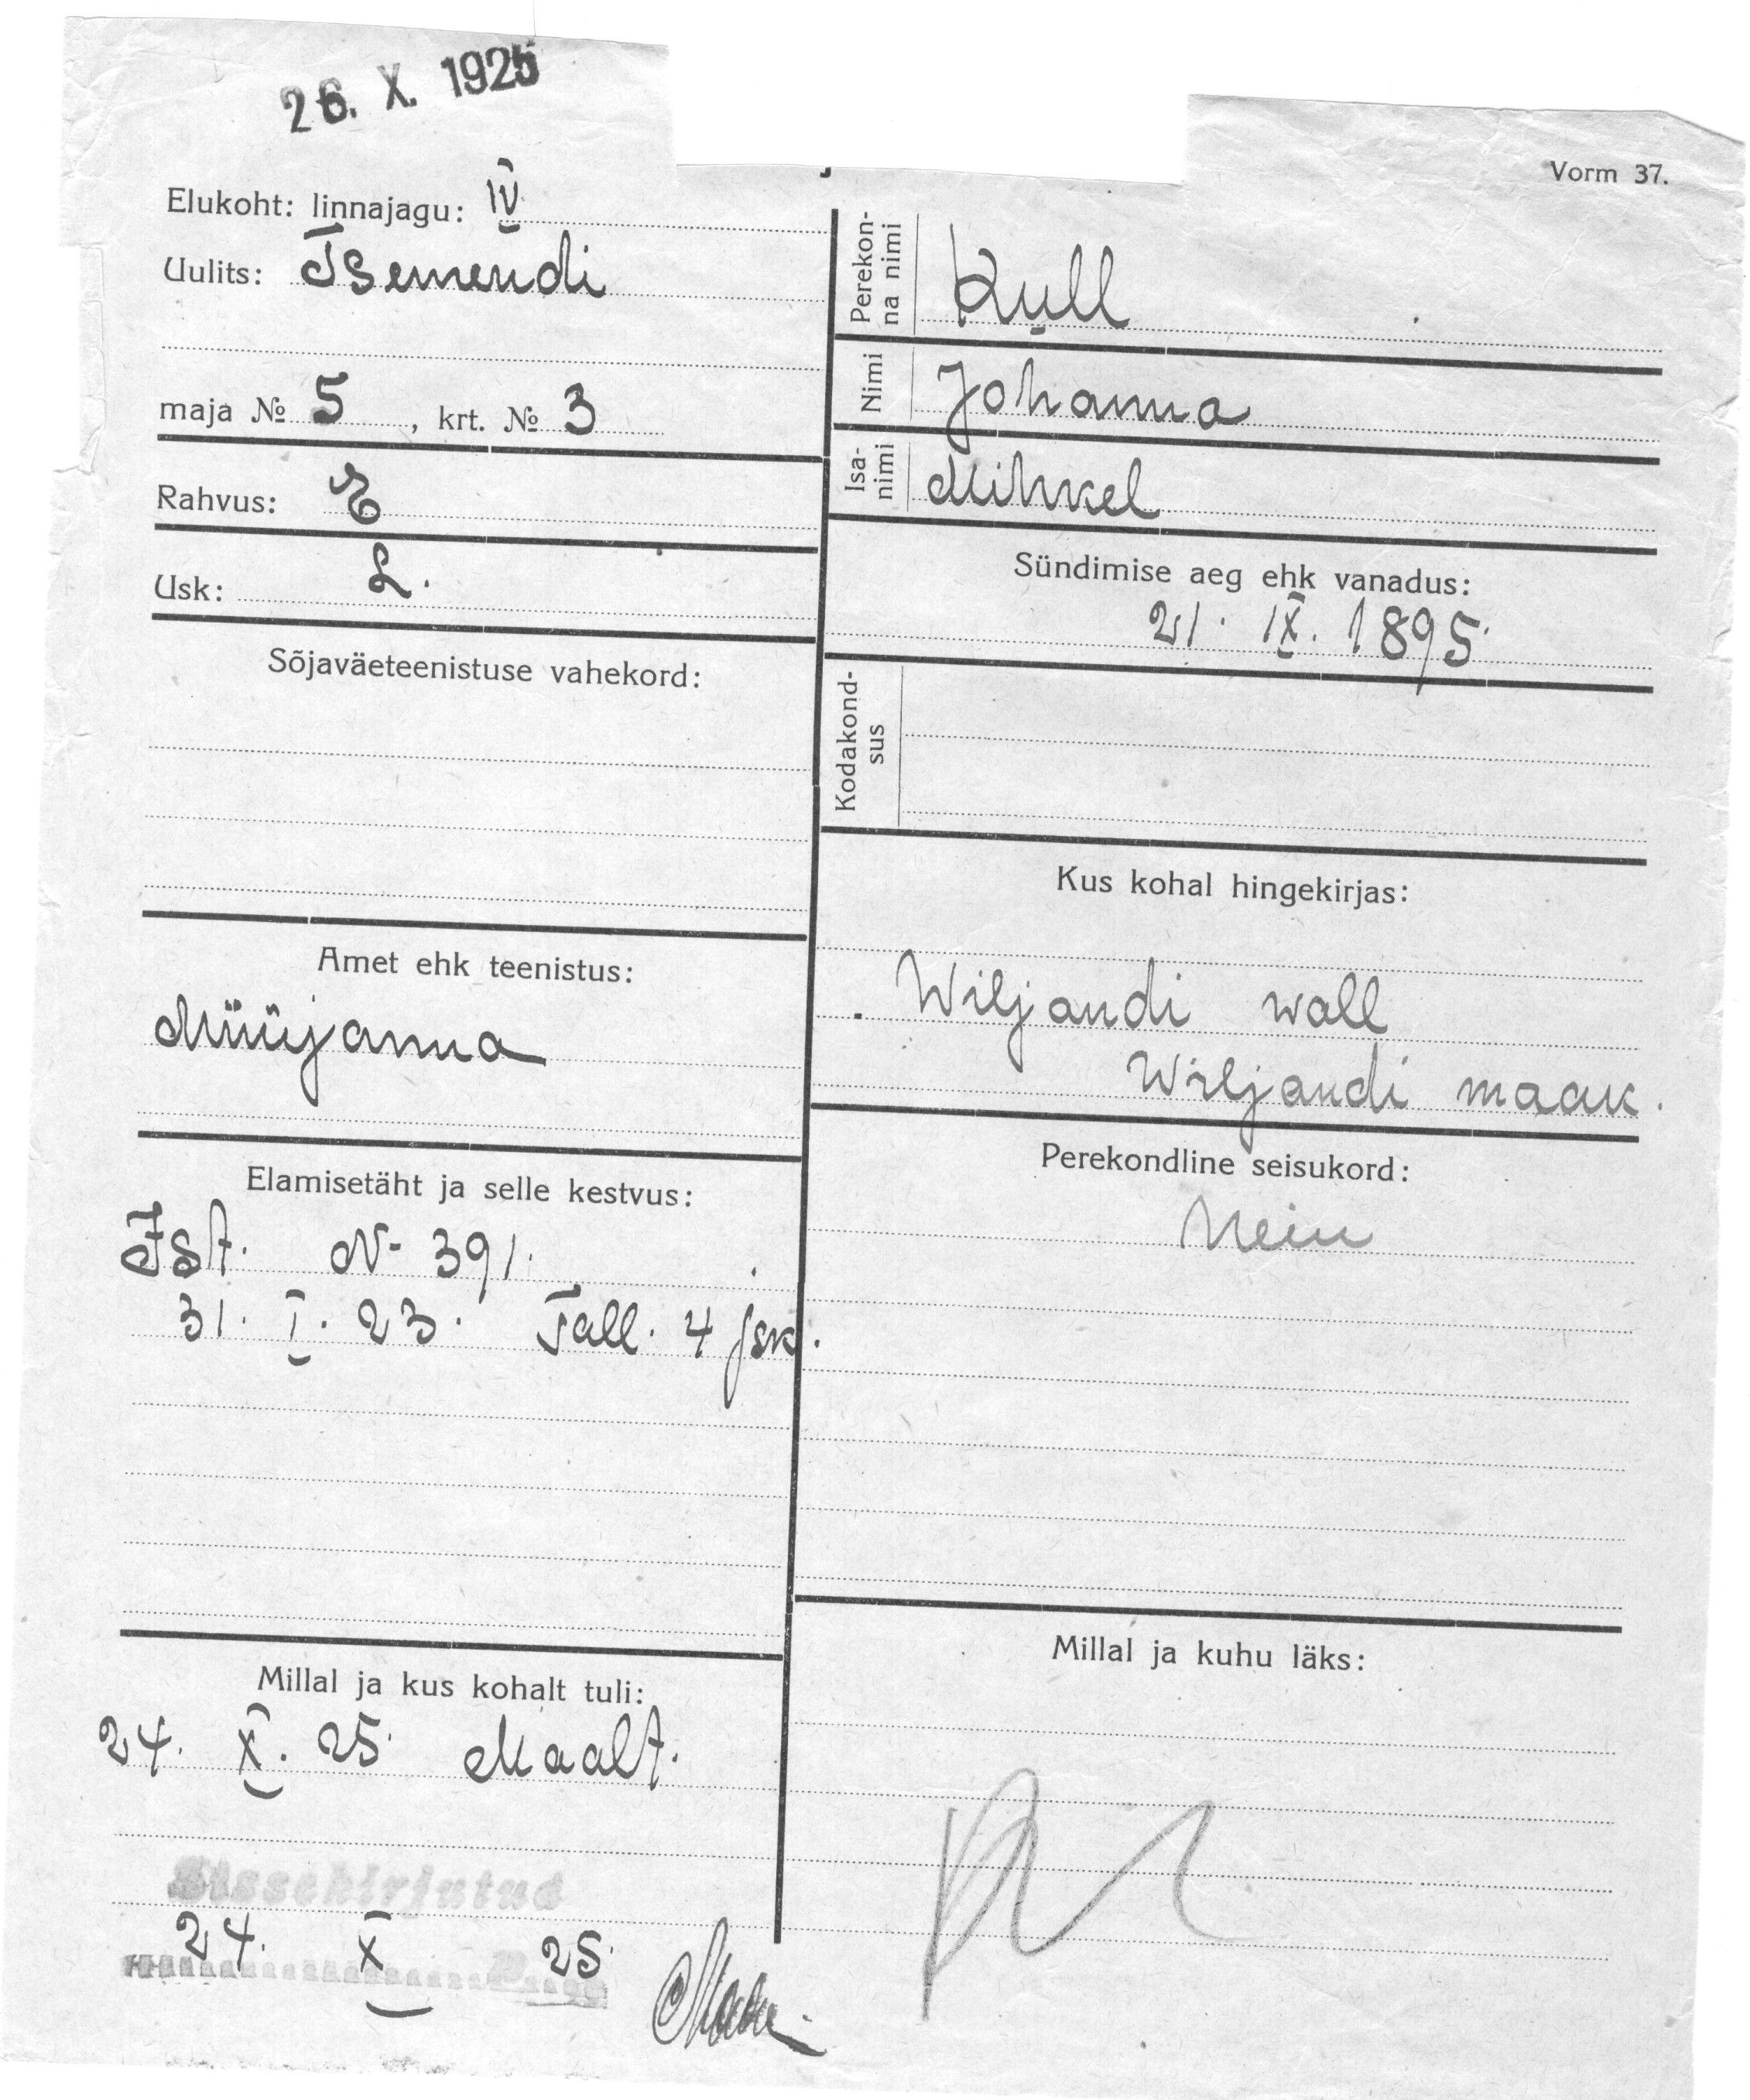 26. X. 1925
Vorm 37.
Elukoht: linnajagu: IV
Uulits: Tsemendi
maja № 5, krt. № 3
Rahvus: E
Usk: L.
Sõjaväeteenistuse vahekord:
Amet ehk teenistus:
Müüjanna
Elamisetäht ja selle kestvus:
Ist. N- 391.
31. I. 23. Tall. 4 jsk.
Millal ja kus kohalt tuli:
24. X. 25. Maalt.
Sissekirjutud
24. X 25.
Perekonna nimi
Kull
Nimi
Johanna
Isanimi
Mihkel
Sündimise aeg ehk vanadus:
21. IX. 1895.
Kodakondsus
Kus kohal hingekirjas:
Wiljandi wall
Wiljandi maak.
Perekondline seisukord:
Neiu
Millal ja kuhu läks: